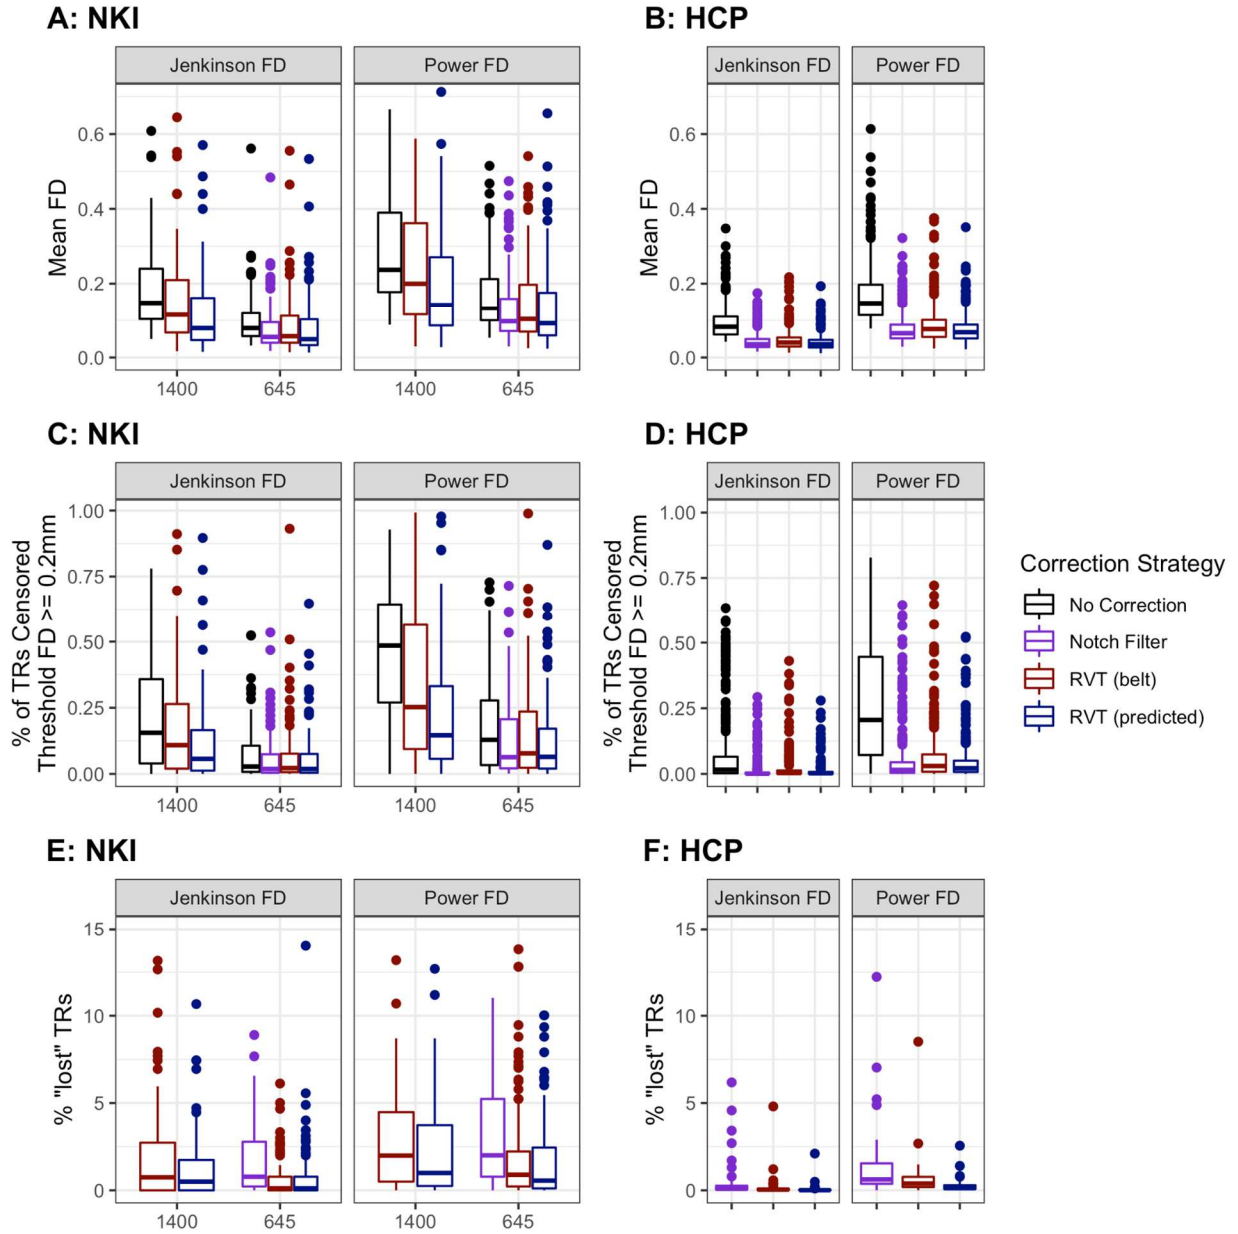 A: NKI
B: HCP
Jenkinson FD
Power FD
Jenkinson FD
Power FD
Mean FD
0.6
0.4
0.2
0.0
1400
645
1400
645
Mean FD
0.6
0.4
0.2
0.0
C: NKI
D: HCP
Jenkinson FD
Power FD
Jenkinson FD
Power FD
% of TRs Censored
Threshold FD >= 0.2mm
1.00
0.75
0.50
0.25
0.00
1400
645
1400
645
% of TRs Censored
Threshold FD >= 0.2mm
1.00
0.75
0.50
0.25
0.00
Correction Strategy
No Correction
Notch Filter
RVT (belt)
RVT (predicted)
E: NKI
F: HCP
Jenkinson FD
Power FD
Jenkinson FD
Power FD
% "lost" TRs
15
10
5
0
1400
645
1400
645
% "lost" TRs
15
10
5
0